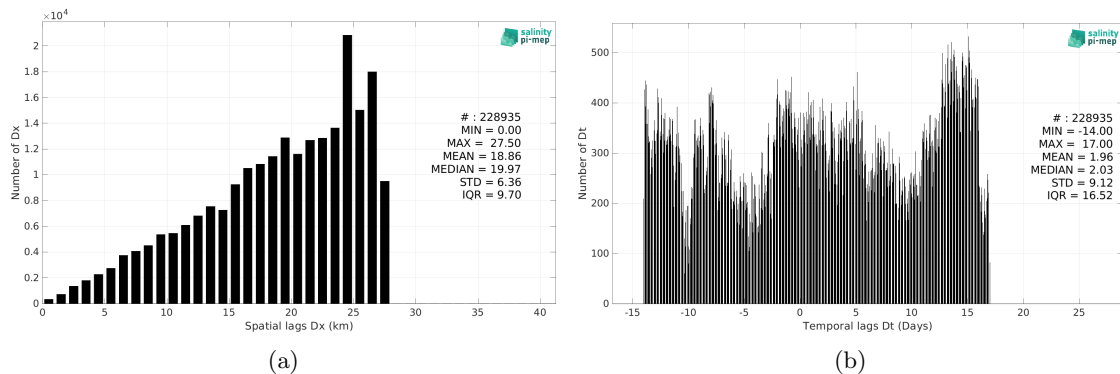 ×10⁴
2
1.8
1.6
1.4
1.2
1
0.8
0.6
0.4
0.2
0
Number of Dx
salinity
pi-mep
# : 228935
MIN = 0.00
MAX = 27.50
MEAN = 18.86
MEDIAN = 19.97
STD = 6.36
IQR = 9.70
0 5 10 15 20 25 30 35 40
Spatial lags Dx (km)
(a)
500
400
300
200
100
0
Number of Dt
salinity
pi-mep
# : 228935
MIN = -14.00
MAX = 17.00
MEAN = 1.96
MEDIAN = 2.03
STD = 9.12
IQR = 16.52
-15 -10 -5 0 5 10 15 20 25
Temporal lags Dt (Days)
(b)